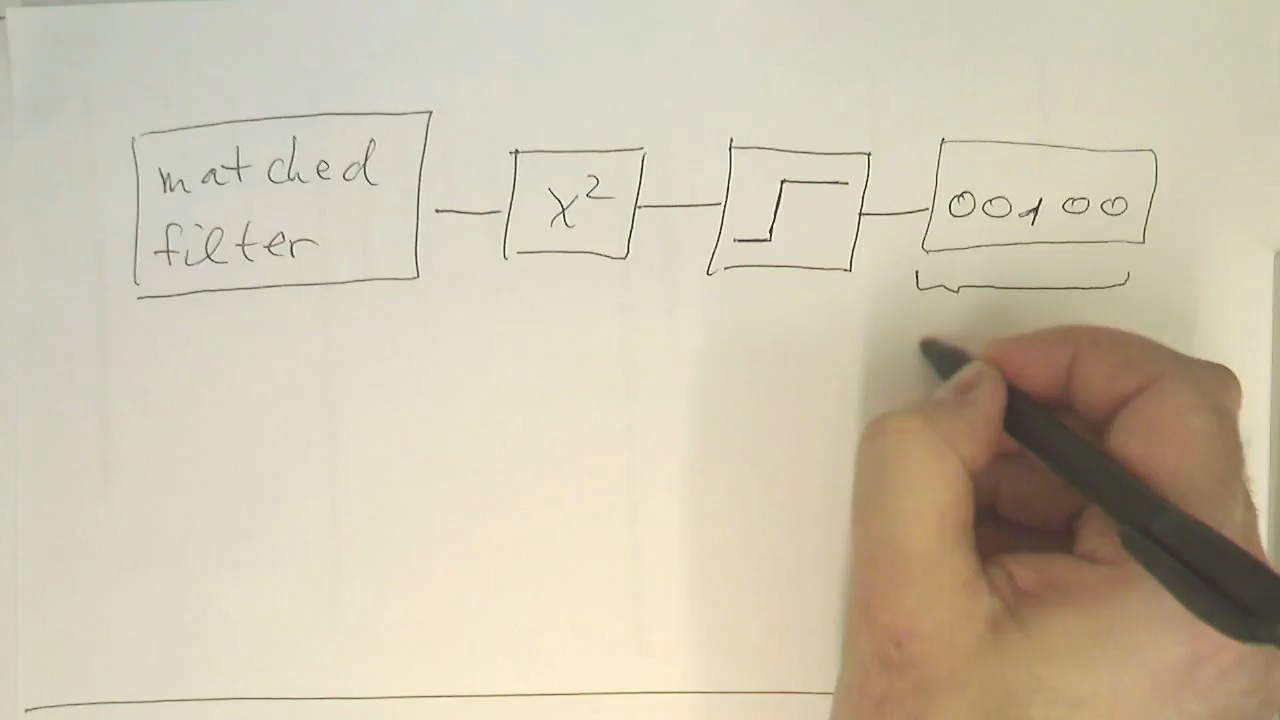 matched
filter
x²
00100